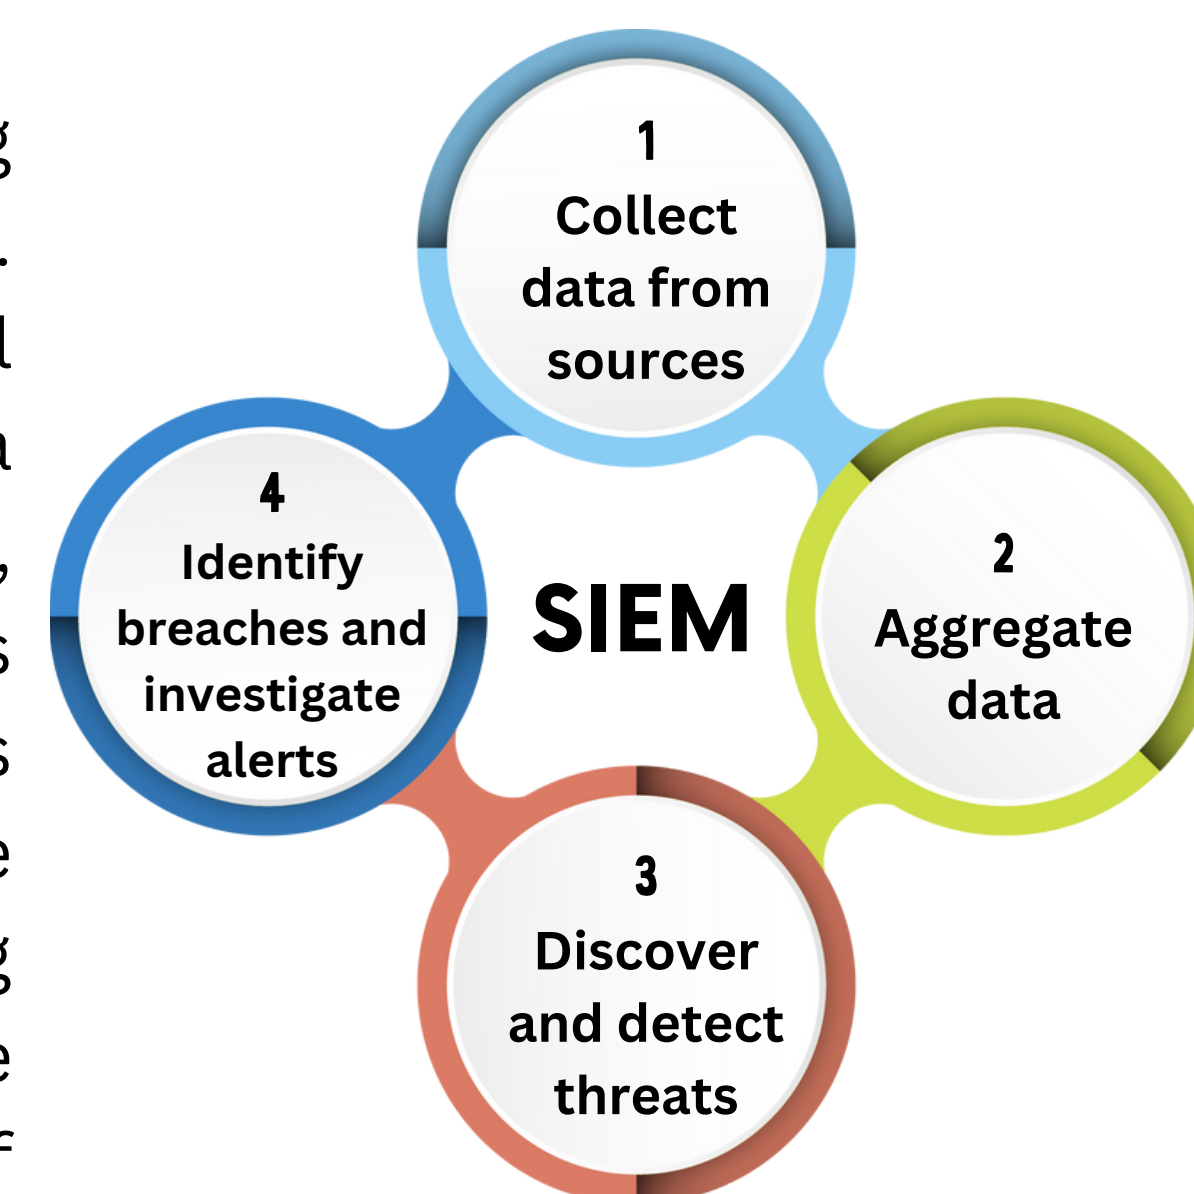 g
.
l
a
,
s
s
e
g
e
f
1
Collect
data from
sources
2
Aggregate
data
3
Discover
and detect
threats
4
Identify
breaches and
investigate
alerts
SIEM